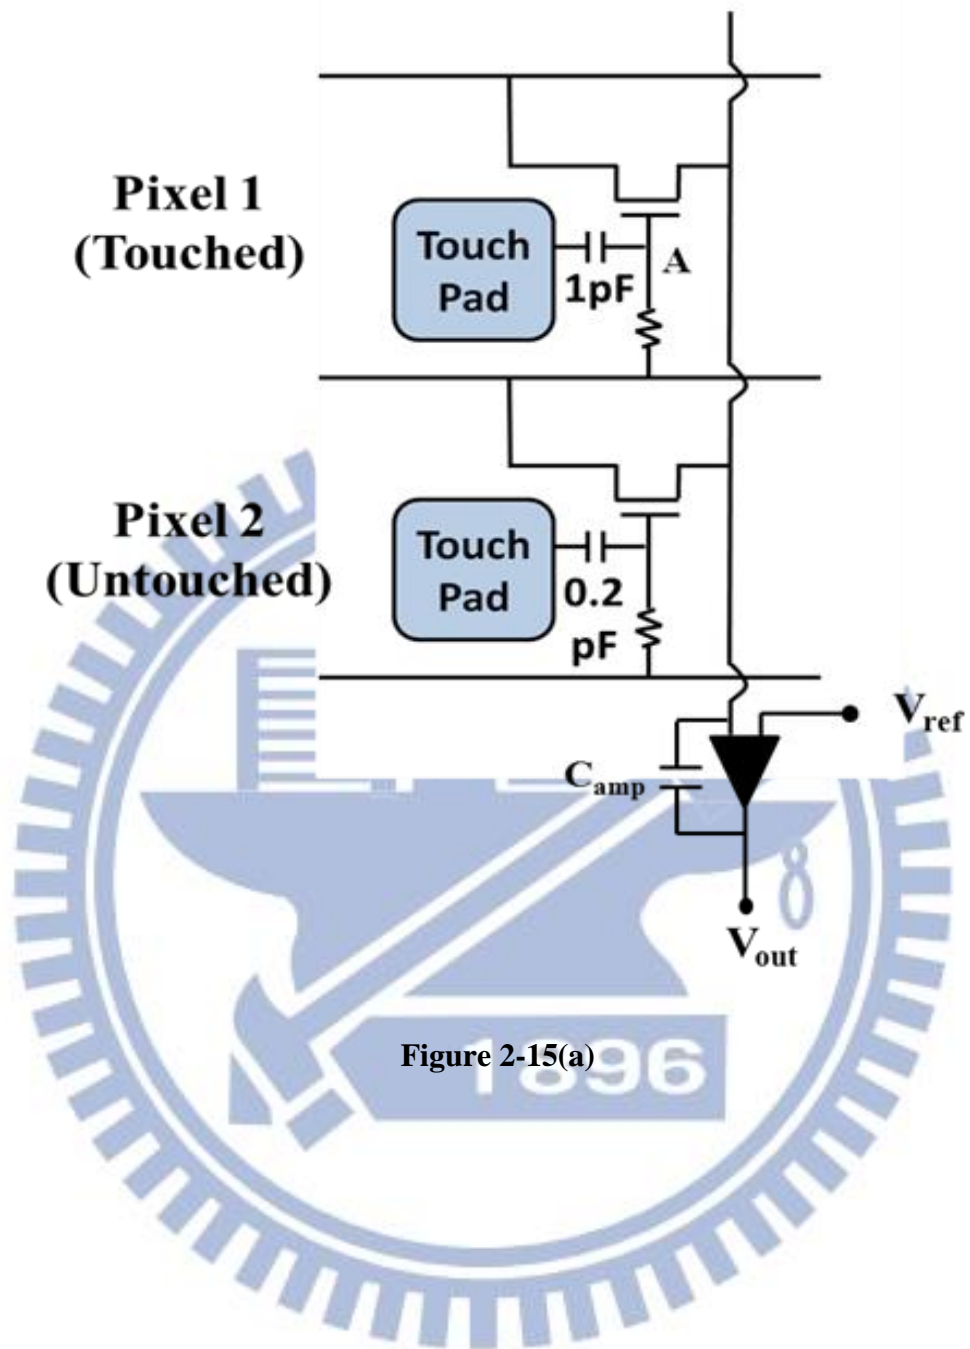 Pixel 1
(Touched)
Touch
Pad
1pF
A
Pixel 2
(Untouched)
Touch
Pad
0.2
pF
Vref
Camp
Vout
Figure 2-15(a)
1896